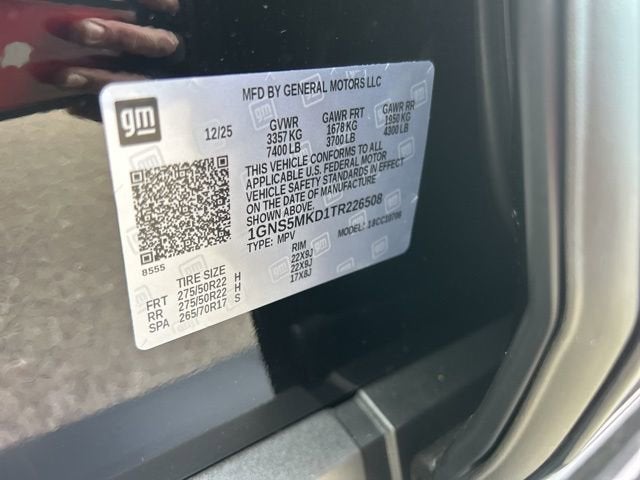 gm
MFD BY GENERAL MOTORS LLC
12/25
GVWR GAWR FRT GAWR RR
3357 KG 1678 KG 1950 KG
7400 LB 3700 LB 4300 LB
THIS VEHICLE CONFORMS TO ALL
APPLICABLE U.S. FEDERAL MOTOR
VEHICLE SAFETY STANDARDS IN EFFECT
ON THE DATE OF MANUFACTURE
SHOWN ABOVE.
1GNS5MKD1TR226508
TYPE: MPV MODEL: 1SCC10706
8555
TIRE SIZE RIM
FRT 275/50R22 H 22X9J
RR 275/50R22 H 22X9J
SPA 265/70R17 S 17X8J